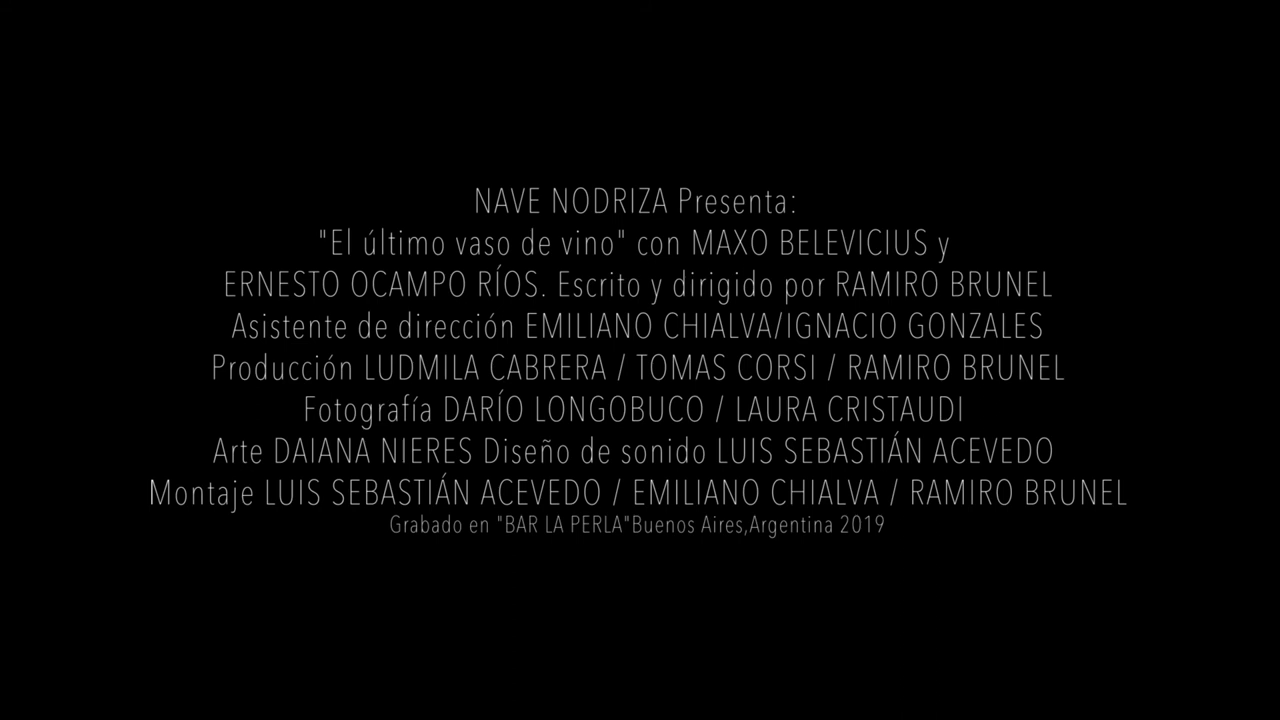 NAVE NODRIZA Presenta:
"El último vaso de vino" con MAXO BELEVICIUS y
ERNESTO OCAMPO RÍOS. Escrito y dirigido por RAMIRO BRUNEL
Asistente de dirección EMILIANO CHIALVA/IGNACIO GONZALES
Producción LUDMILA CABRERA / TOMAS CORSI / RAMIRO BRUNEL
Fotografía DARÍO LONGOBUCO / LAURA CRISTAUDI
Arte DAIANA NIERES Diseño de sonido LUIS SEBASTIÁN ACEVEDO
Montaje LUIS SEBASTIÁN ACEVEDO / EMILIANO CHIALVA / RAMIRO BRUNEL
Grabado en "BAR LA PERLA"Buenos Aires,Argentina 2019